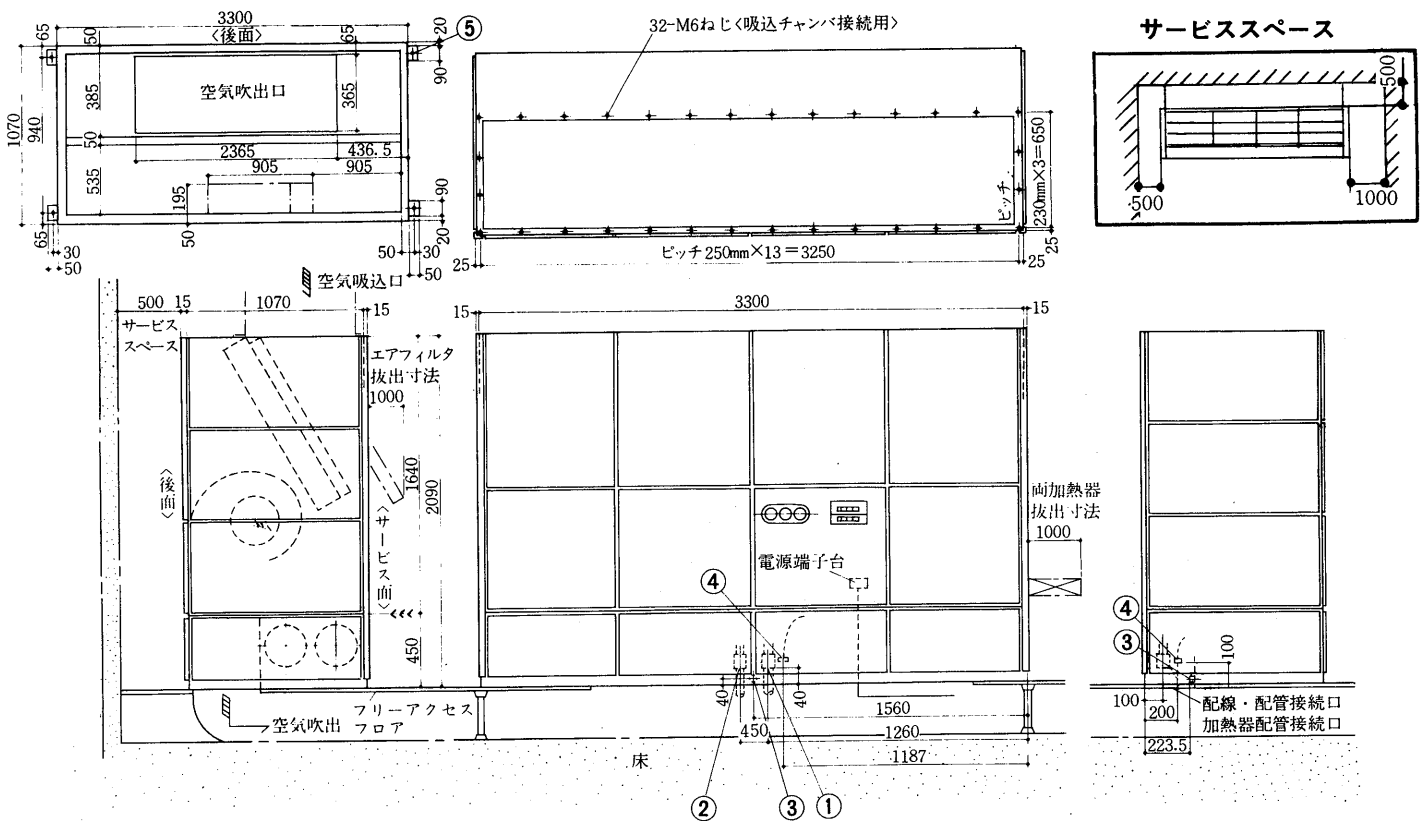 3300
〈後面〉
65
50
65
20
⑤
90
空気吹出口
385
365
1070
940
50
2365
436.5
905
905
535
195
90
20
65
50
30
50
50
30
50
32-M6ねじ〈吸込チャンバ接続用〉
ピッチ
230mm×3=650
ピッチ 250mm×13=3250
25
25
25
サービススペース
500
500
1000
空気吸込口
500
15
1070
15
サービス
スペース
エアフィルタ
抜出寸法
1000
〈後面〉
〈サービス面〉
1640
2090
450
空気吹出
フリーアクセス
フロア
15
3300
15
電源端子台
④
両加熱器
抜出寸法
1000
40
40
1560
450
1260
1187
床
②
③
①
④
③
100
100
200
223.5
配線・配管接続口
加熱器配管接続口